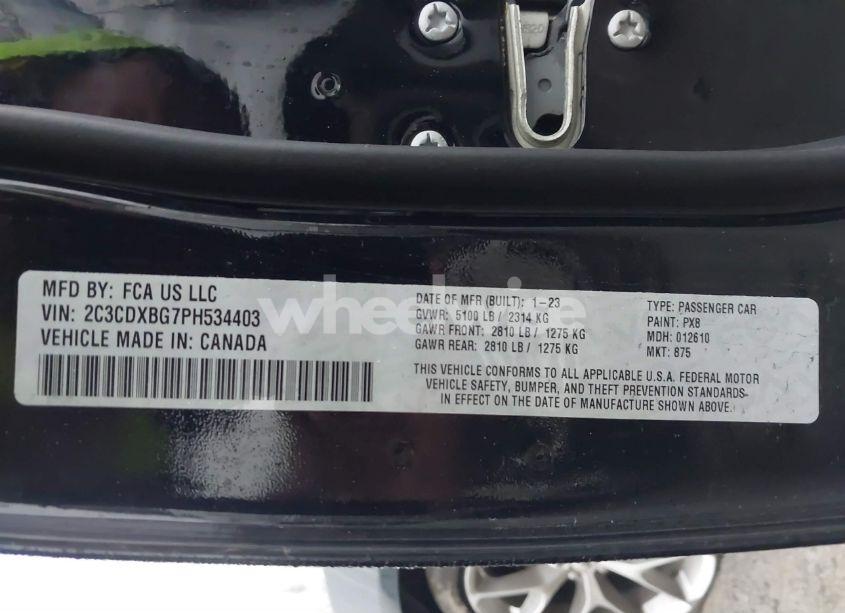 MFD BY: FCA US LLC
VIN: 2C3CDXBG7PH534403
VEHICLE MADE IN: CANADA
DATE OF MFR (BUILT): 1-23
GVWR: 5100 LB / 2314 KG
GAWR FRONT: 2810 LB / 1275 KG
GAWR REAR: 2810 LB / 1275 KG
TYPE: PASSENGER CAR
PAINT: PX8
MDH: 012610
MKT: 875
THIS VEHICLE CONFORMS TO ALL APPLICABLE U.S.A. FEDERAL MOTOR
VEHICLE SAFETY, BUMPER, AND THEFT PREVENTION STANDARDS
IN EFFECT ON THE DATE OF MANUFACTURE SHOWN ABOVE.